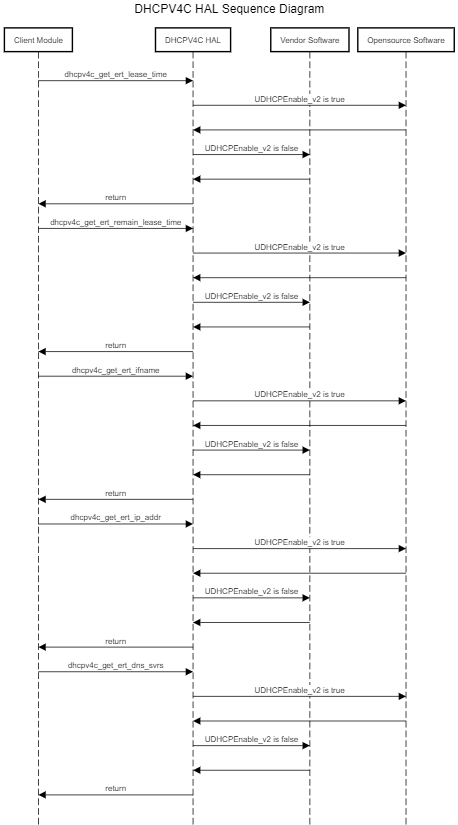 DHCPV4C HAL Sequence Diagram
Client Module
DHCPV4C HAL
Vendor Software
Opensource Software
dhcpv4c_get_ert_lease_time
UDHCPEnable_v2 is true
UDHCPEnable_v2 is false
return
dhcpv4c_get_ert_remain_lease_time
UDHCPEnable_v2 is true
UDHCPEnable_v2 is false
return
dhcpv4c_get_ert_ifname
UDHCPEnable_v2 is true
UDHCPEnable_v2 is false
return
dhcpv4c_get_ert_ip_addr
UDHCPEnable_v2 is true
UDHCPEnable_v2 is false
return
dhcpv4c_get_ert_dns_svrs
UDHCPEnable_v2 is true
UDHCPEnable_v2 is false
return